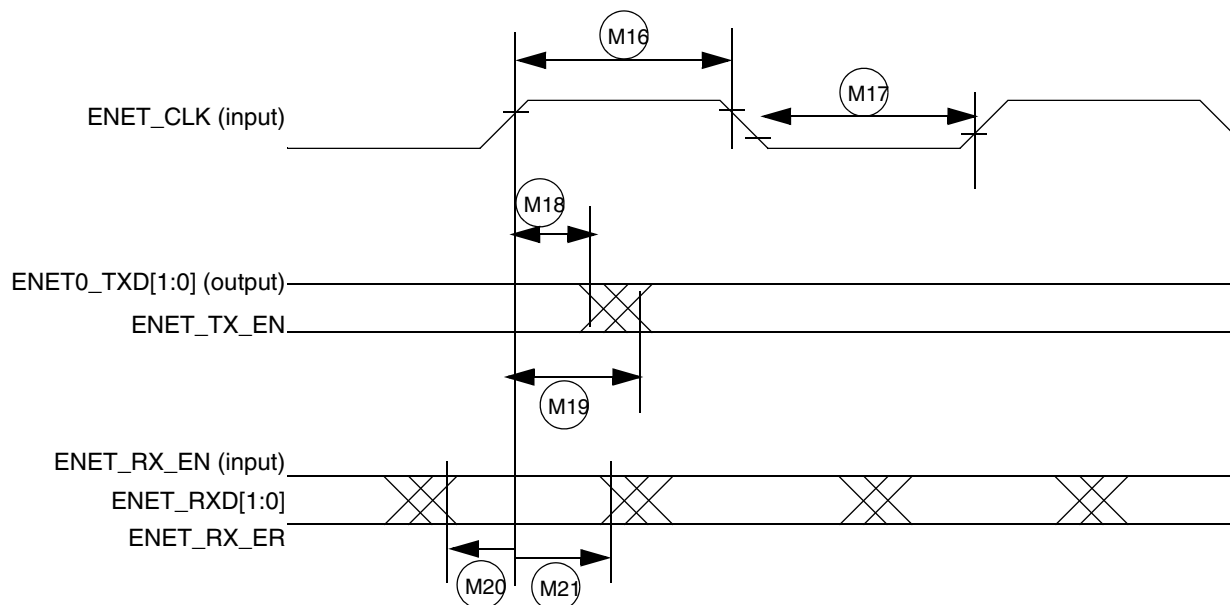 M16
M17
ENET_CLK (input)
M18
ENET0_TXD[1:0] (output)
ENET_TX_EN
M19
ENET_RX_EN (input)
ENET_RXD[1:0]
ENET_RX_ER
M20
M21